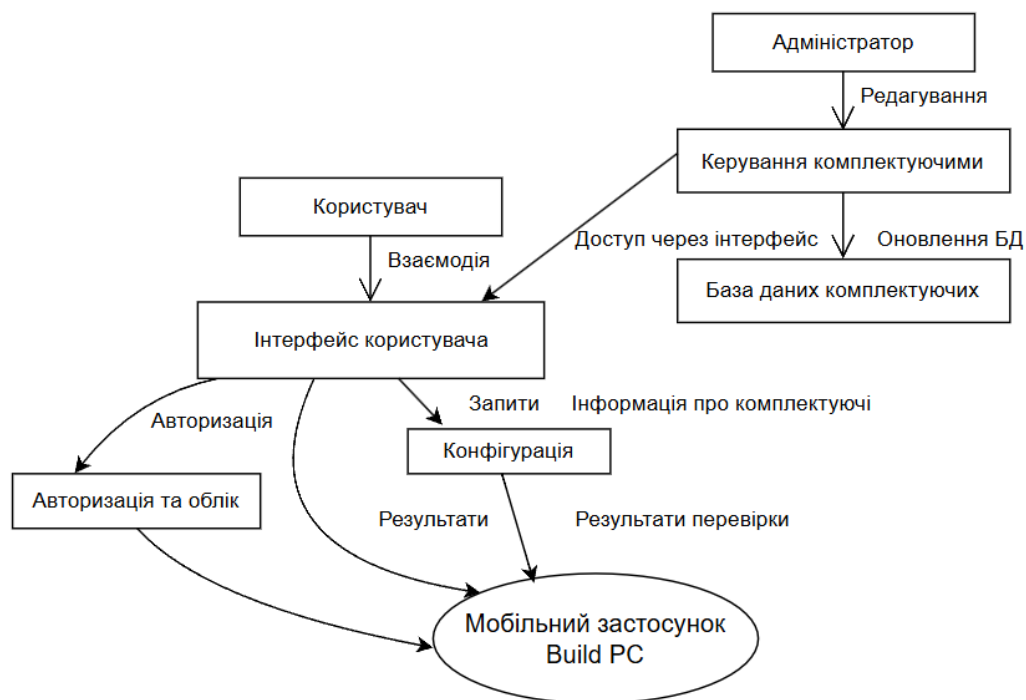 Адміністратор
Редагування
Керування комплектуючими
Користувач
Доступ через інтерфейс
Оновлення БД
Взаємодія
База даних комплектуючих
Інтерфейс користувача
Авторизація
Запити
Інформація про комплектуючі
Конфігурація
Авторизація та облік
Результати
Результати перевірки
Мобільний застосунок
Build PC